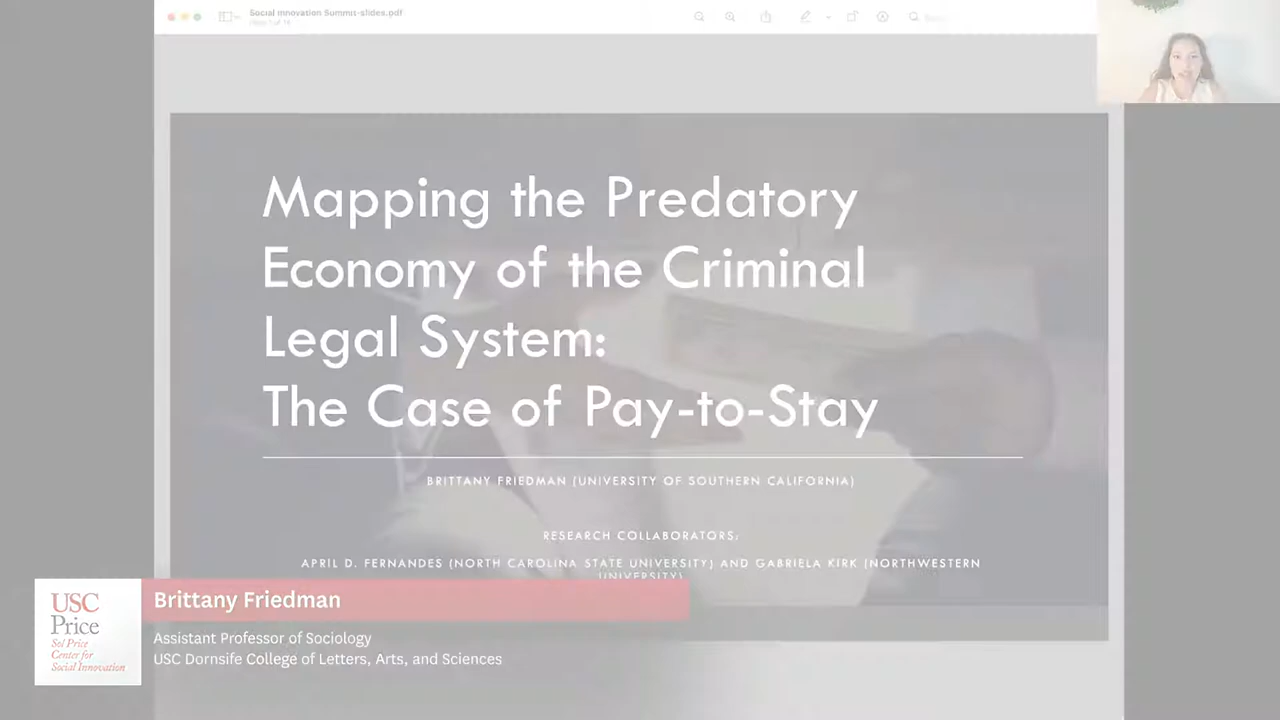 Social Innovation Summit-slides.pdf
Mapping the Predatory
Economy of the Criminal
Legal System:
The Case of Pay-to-Stay
BRITTANY FRIEDMAN (UNIVERSITY OF SOUTHERN CALIFORNIA)
RESEARCH COLLABORATORS:
APRIL D. FERNANDES (NORTH CAROLINA STATE UNIVERSITY) AND GABRIELA KIRK (NORTHWESTERN
UNIVERSITY)
USC
Price
Sol Price
Center for
Social Innovation
Brittany Friedman
Assistant Professor of Sociology
USC Dornsife College of Letters, Arts, and Sciences